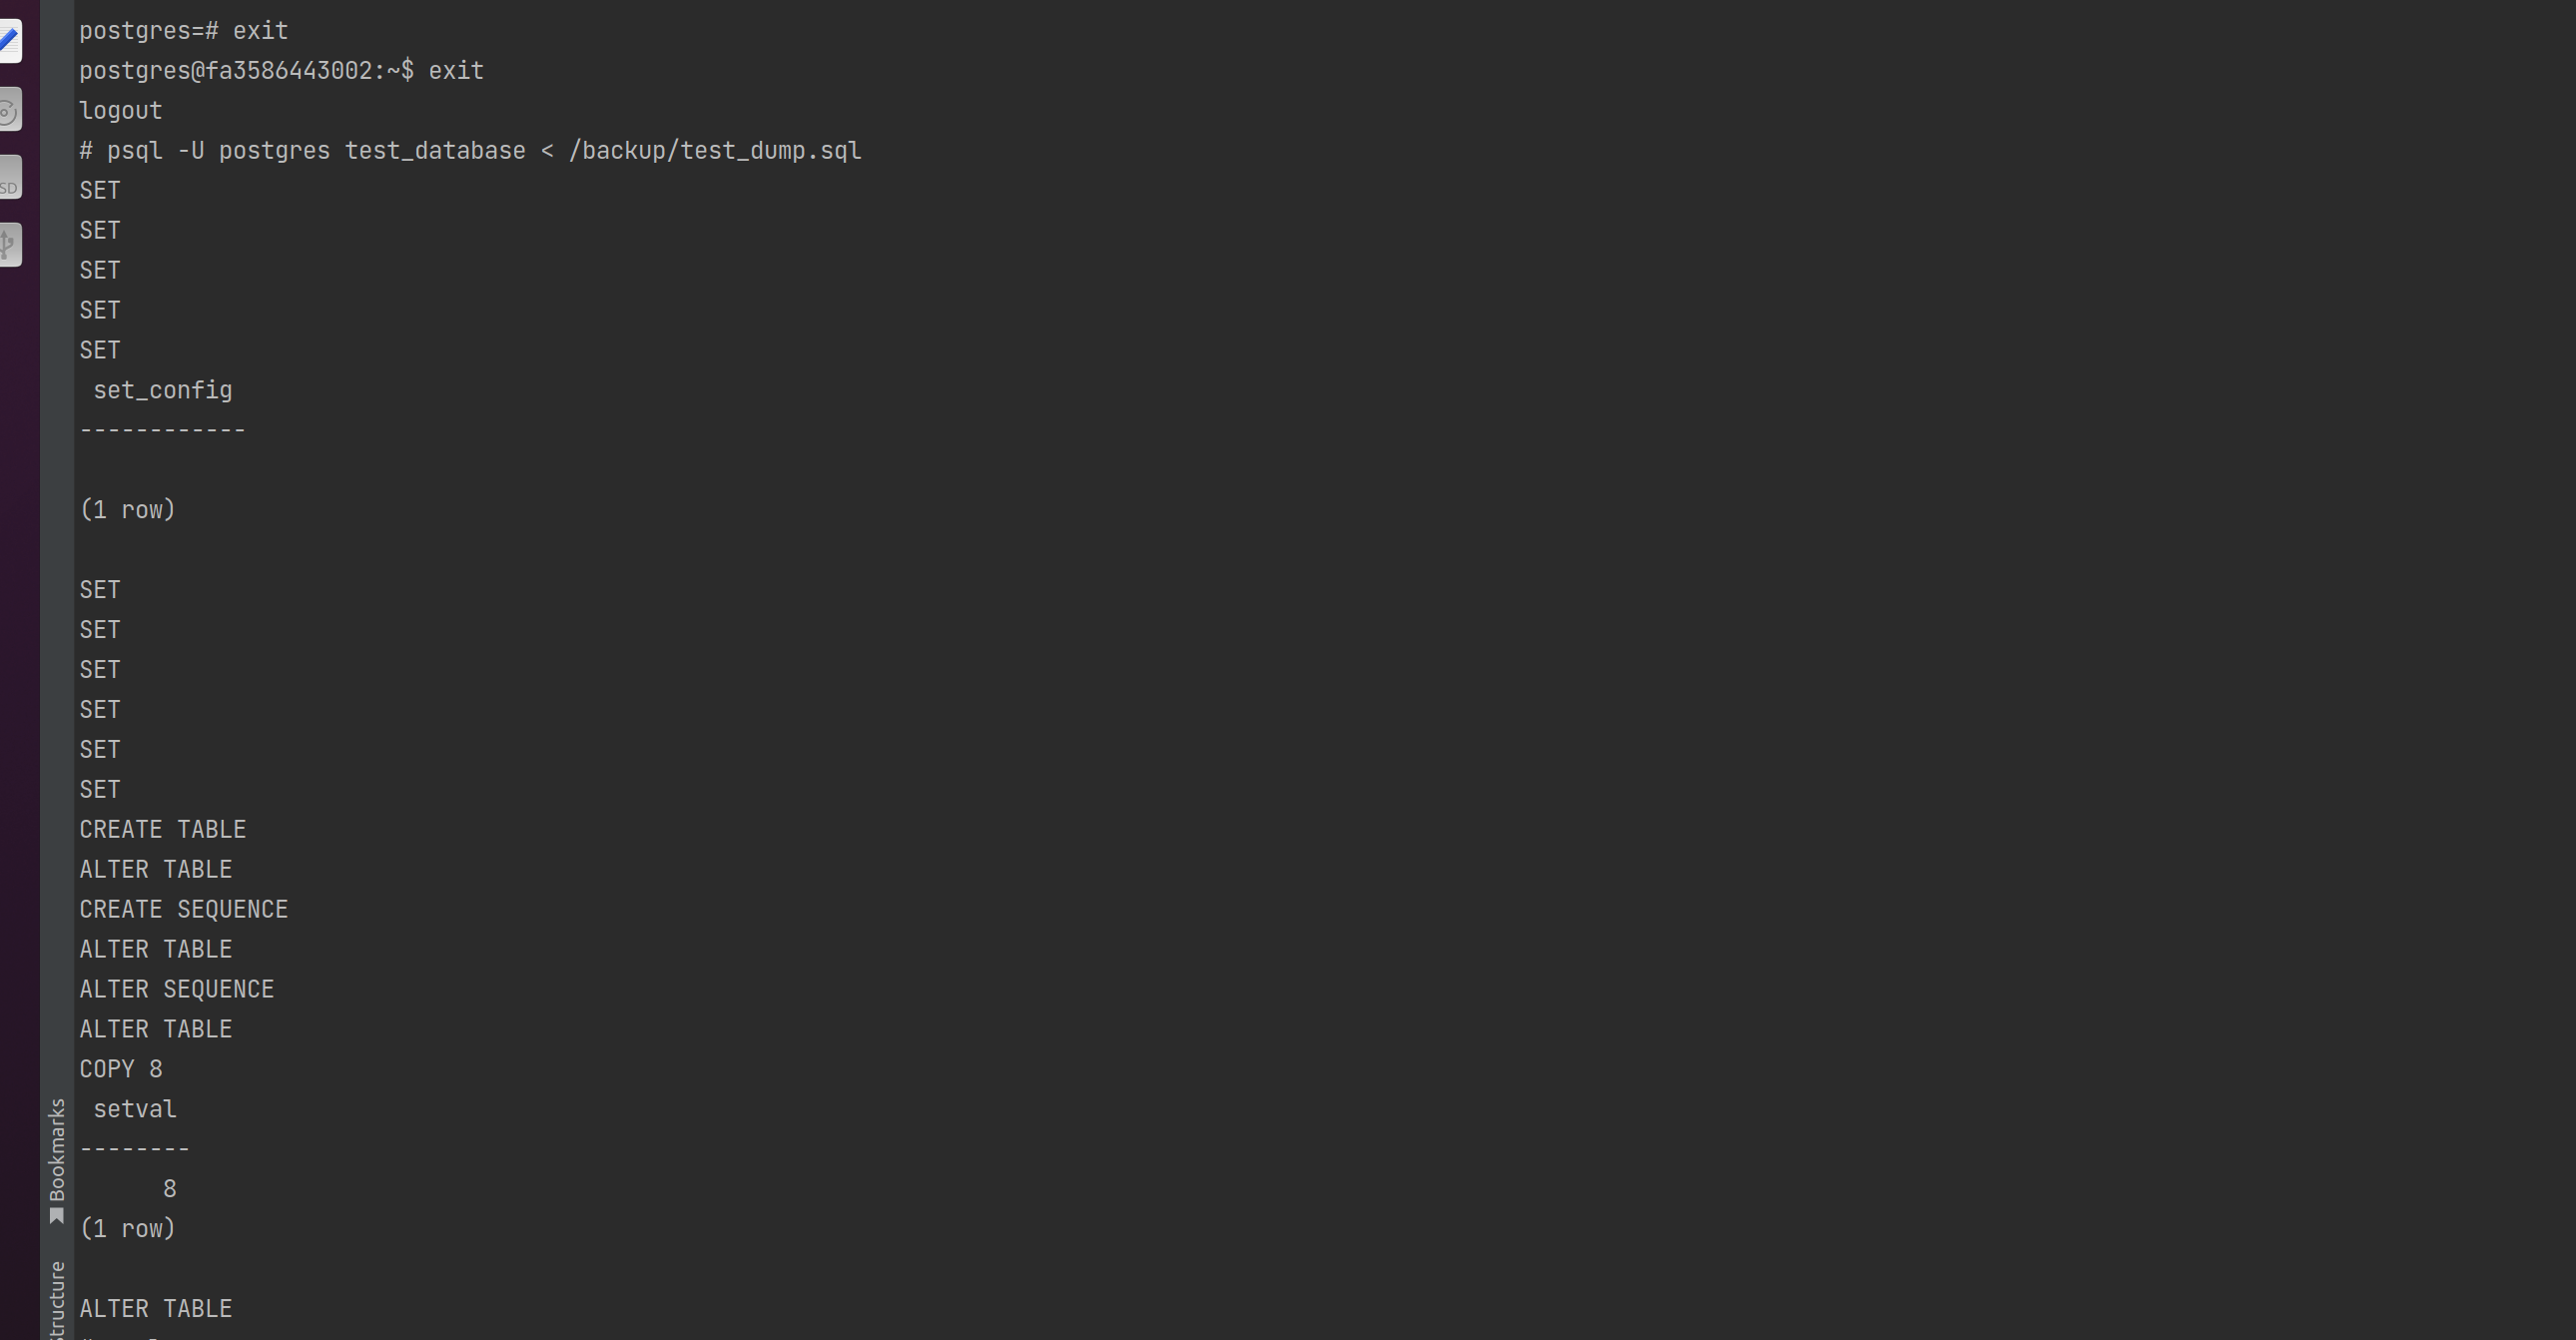 postgres=# exit
postgres@fa3586443002:~$ exit
logout
# psql -U postgres test_database < /backup/test_dump.sql
SET
SET
SET
SET
SET
 set_config
------------

(1 row)

SET
SET
SET
SET
SET
SET
CREATE TABLE
ALTER TABLE
CREATE SEQUENCE
ALTER TABLE
ALTER SEQUENCE
ALTER TABLE
COPY 8
 setval
--------
      8
(1 row)

ALTER TABLE
SD
Bookmarks